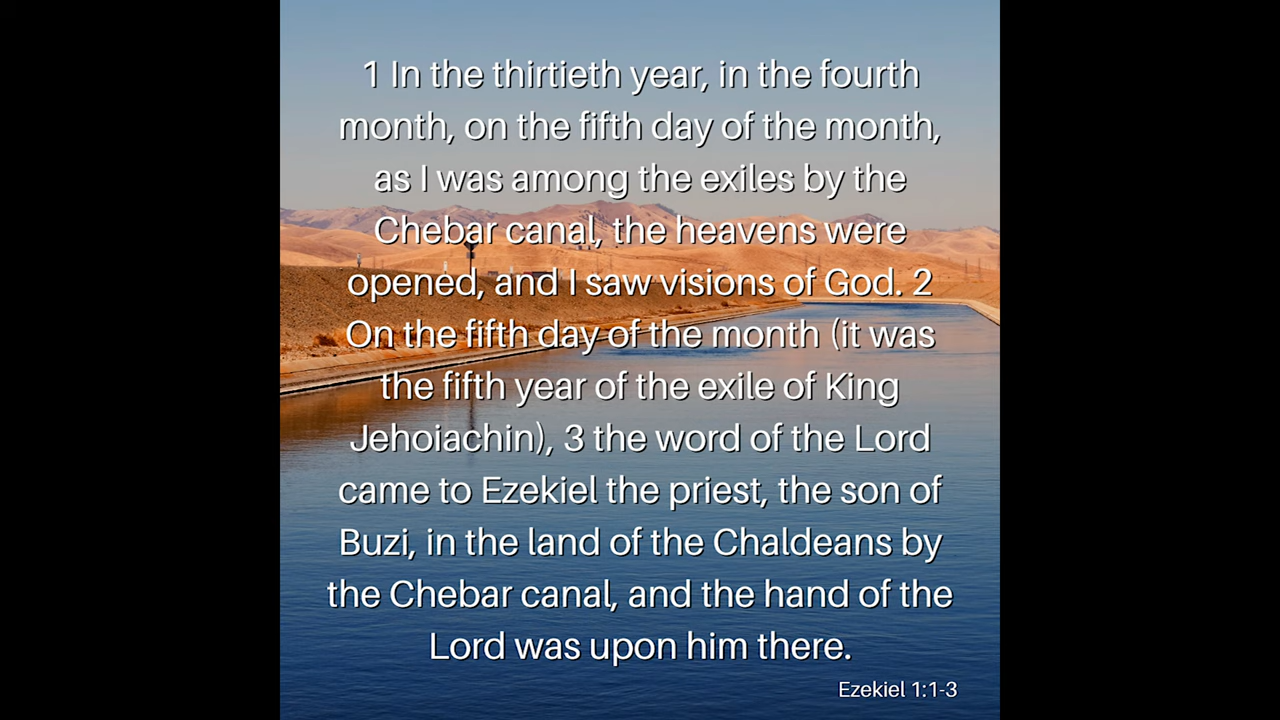 1 In the thirtieth year, in the fourth
month, on the fifth day of the month,
as I was among the exiles by the
Chebar canal, the heavens were
opened, and I saw visions of God. 2
On the fifth day of the month (it was
the fifth year of the exile of King
Jehoiachin), 3 the word of the Lord
came to Ezekiel the priest, the son of
Buzi, in the land of the Chaldeans by
the Chebar canal, and the hand of the
Lord was upon him there.
Ezekiel 1:1-3